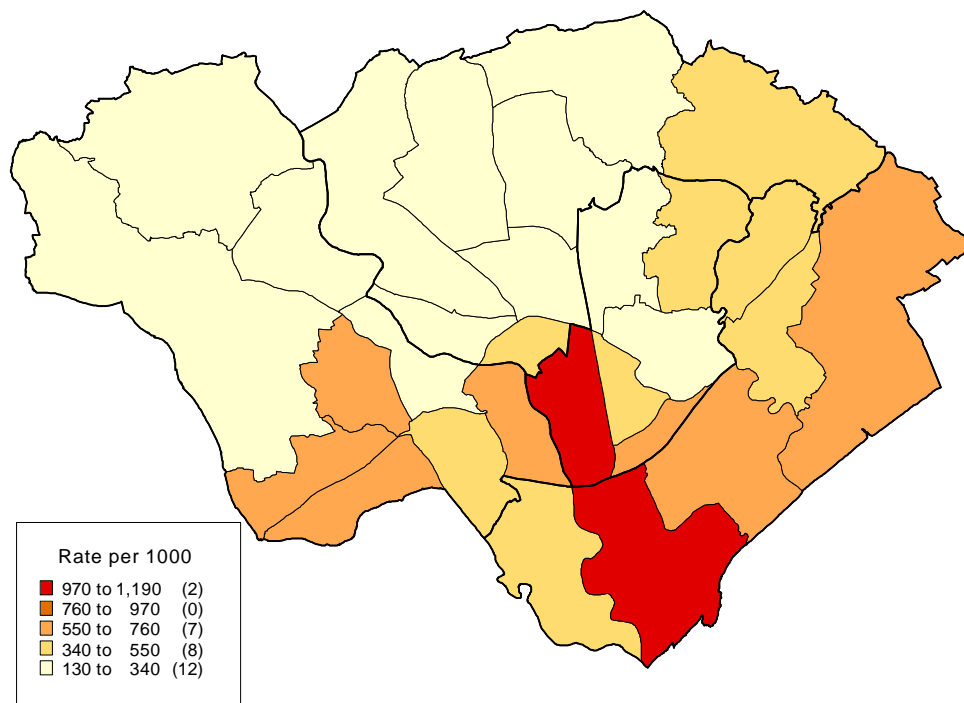 Rate per 1000
970 to 1,190 (2)
760 to 970 (0)
550 to 760 (7)
340 to 550 (8)
130 to 340 (12)